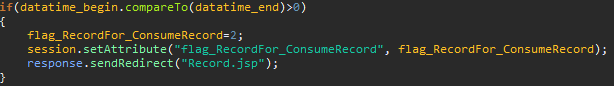 if(datatime_begin.compareTo(datatime_end)>0)
{
flag_RecordFor_ConsumeRecord=2;
session.setAttribute("flag_RecordFor_ConsumeRecord", flag_RecordFor_ConsumeRecord);
response.sendRedirect("Record.jsp");
}